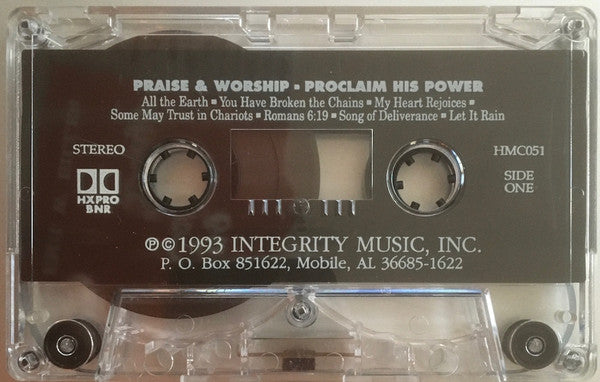 PRAISE & WORSHIP ▪ PROCLAIM HIS POWER
All the Earth ▪ You Have Broken the Chains ▪ My Heart Rejoices ▪
Some May Trust in Chariots ▪ Romans 6:19 ▪ Song of Deliverance ▪ Let It Rain
STEREO
HMC051
HX PRO
BNR
SIDE
ONE
℗©1993 INTEGRITY MUSIC, INC.
P. O. Box 851622, Mobile, AL 36685-1622